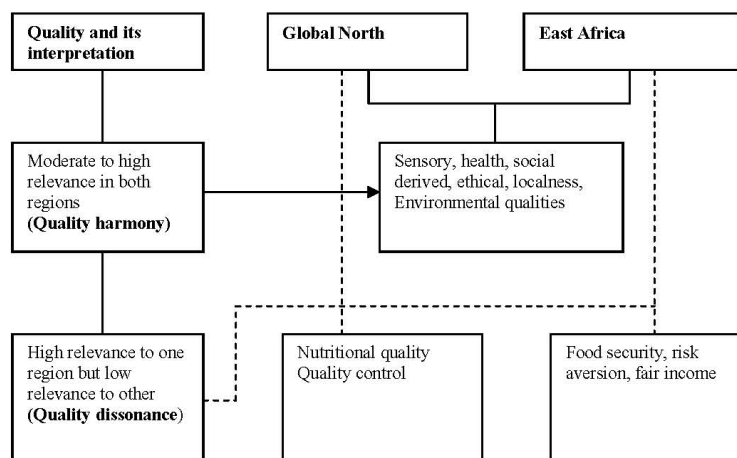 Quality and its
interpretation
Global North
East Africa
Moderate to high
relevance in both
regions
(Quality harmony)
Sensory, health, social
derived, ethical, localness,
Environmental qualities
High relevance to one
region but low
relevance to other
(Quality dissonance)
Nutritional quality
Quality control
Food security, risk
aversion, fair income